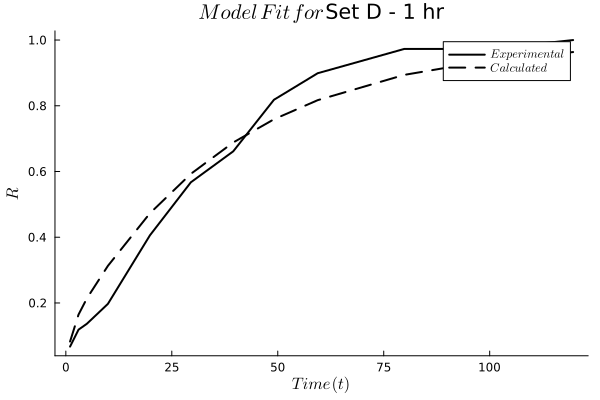 Model Fit for Set D - 1 hr
1.0
0.8
0.6
0.4
0.2
R
Experimental
Calculated
0 25 50 75 100
Time(t)